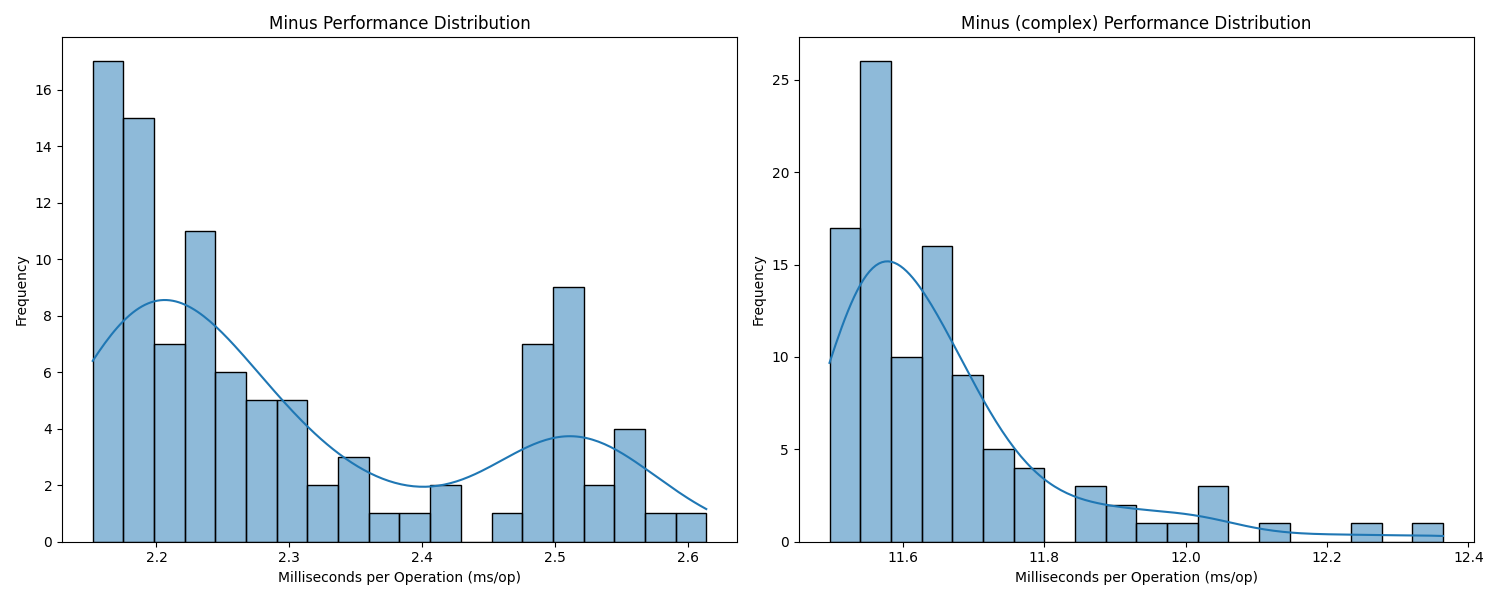 Minus Performance Distribution
Frequency
16
14
12
10
8
6
4
2
0
2.2 2.3 2.4 2.5 2.6
Milliseconds per Operation (ms/op)
Minus (complex) Performance Distribution
Frequency
25
20
15
10
5
0
11.6 11.8 12.0 12.2 12.4
Milliseconds per Operation (ms/op)